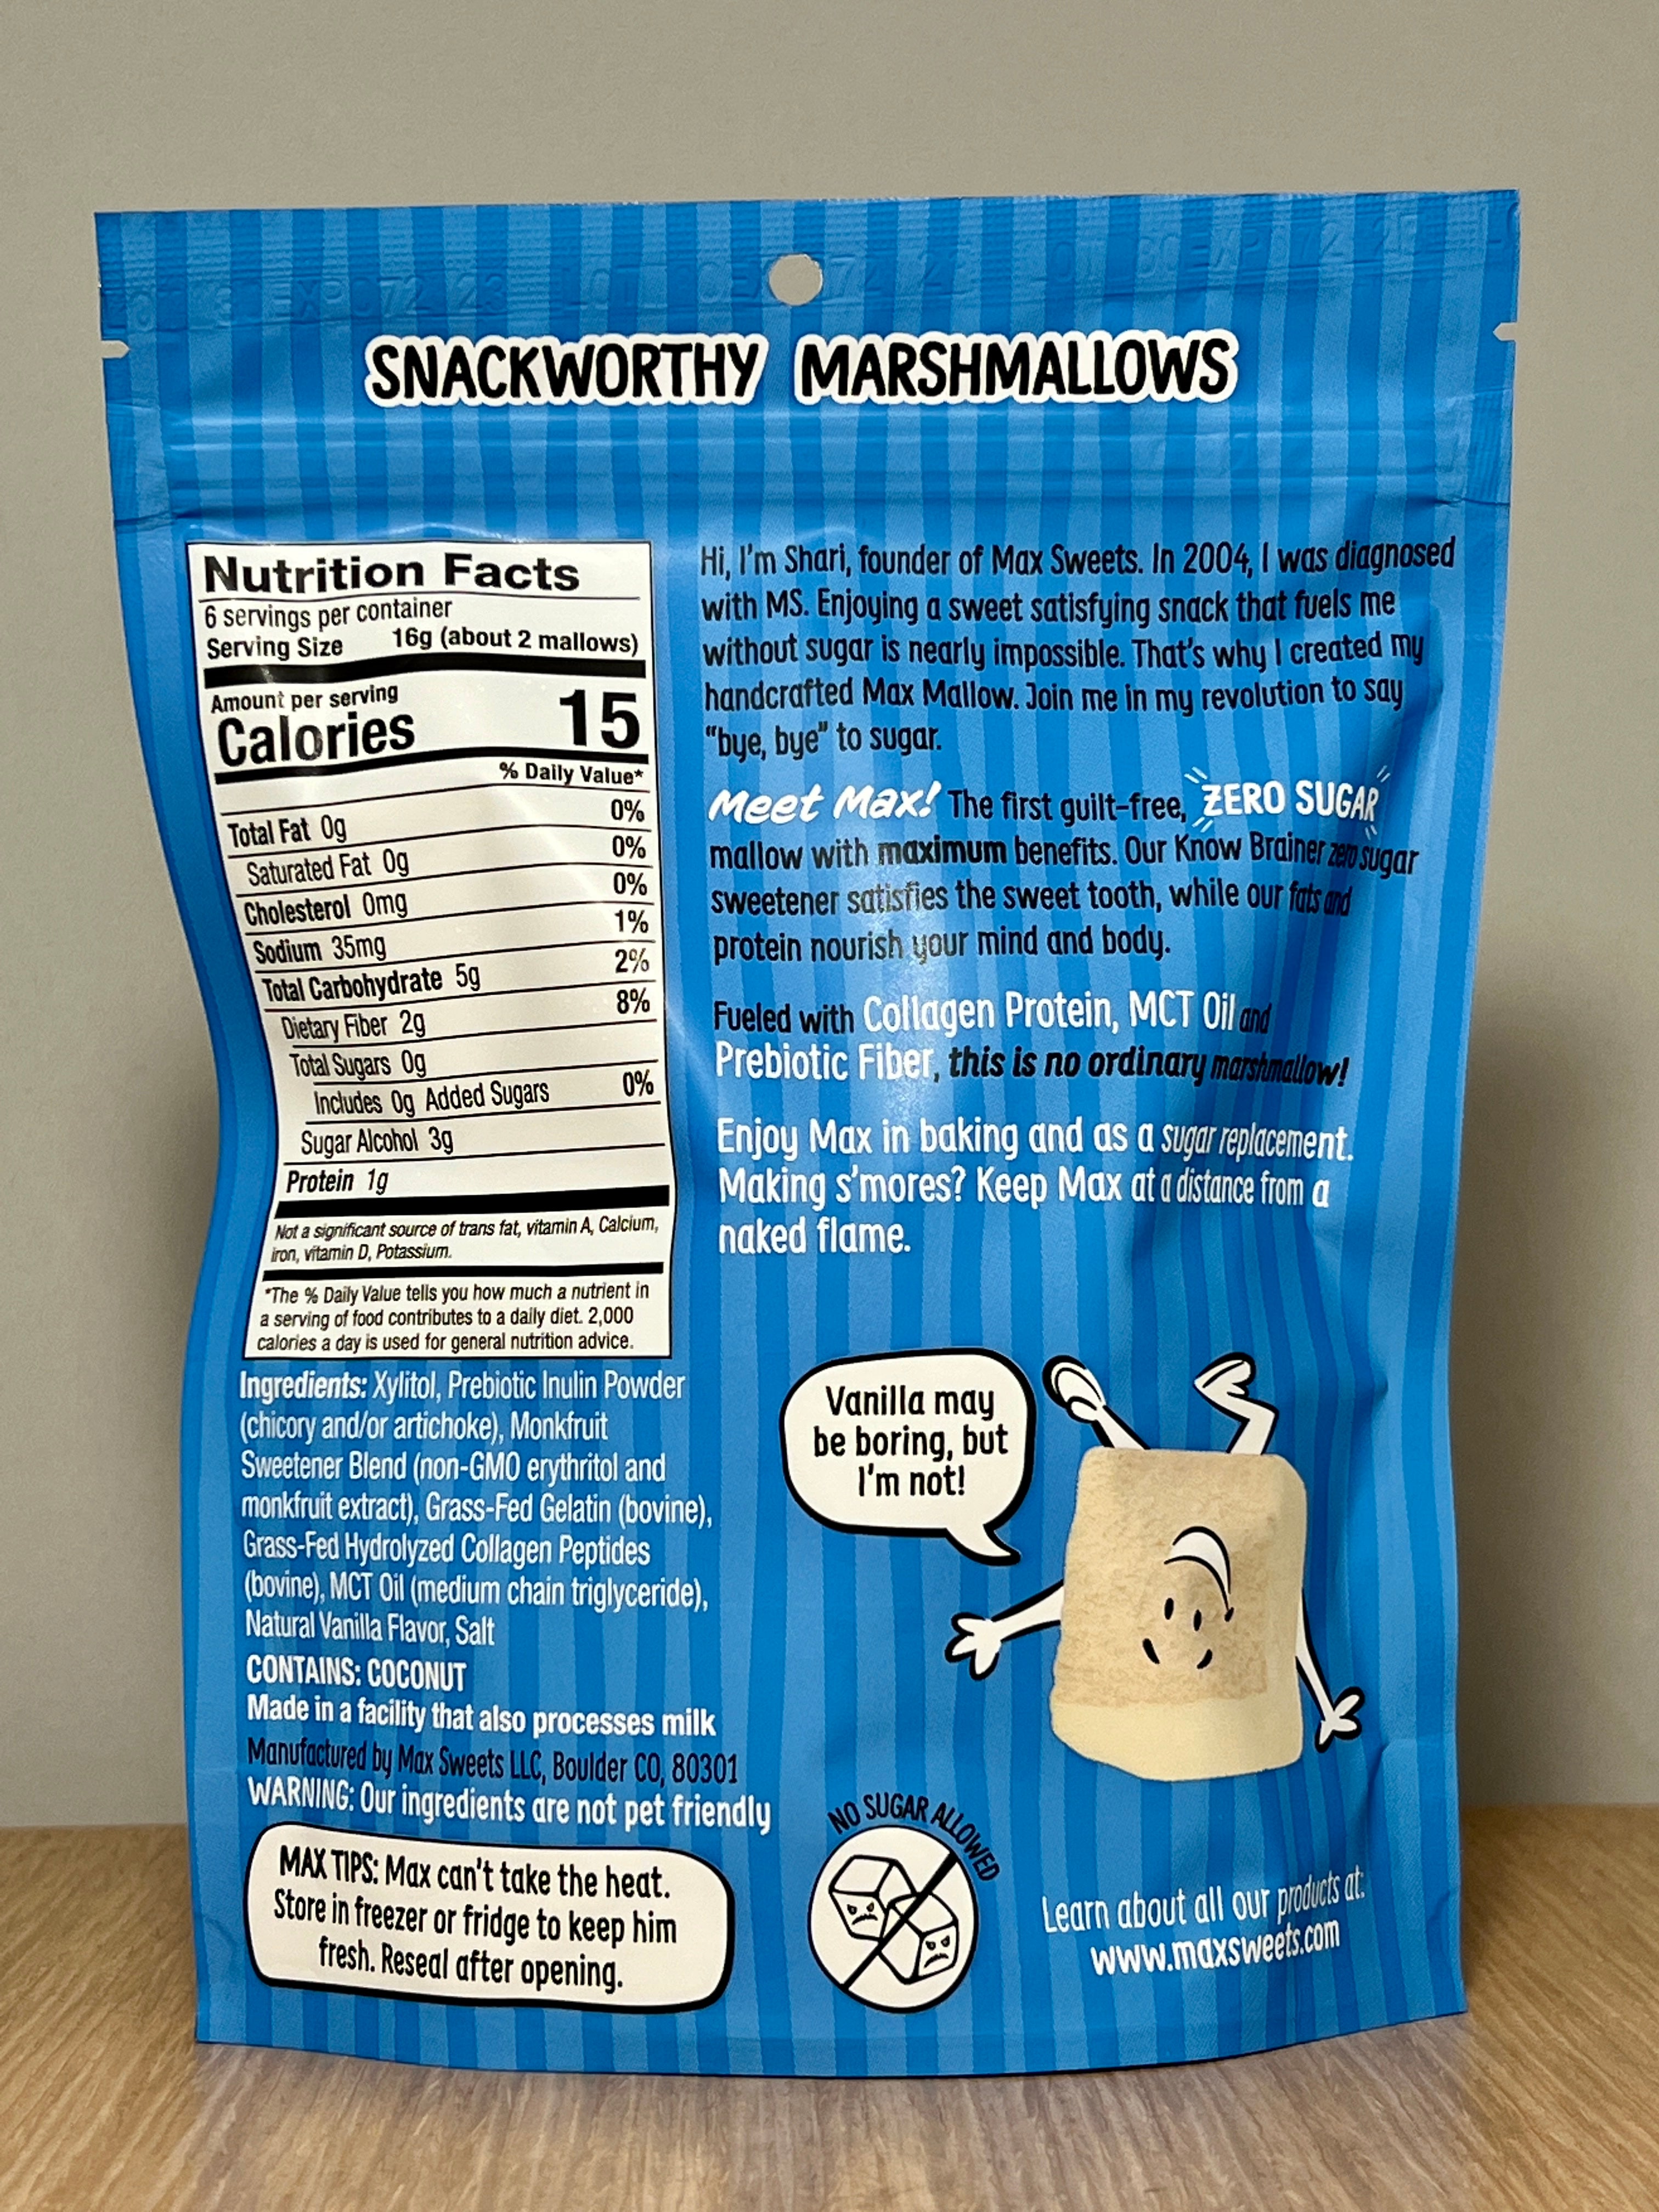 SNACKWORTHY MARSHMALLOWS
Nutrition Facts
6 servings per container
Serving Size 16g (about 2 mallows)
Amount per serving
Calories 15
% Daily Value*
Total Fat 0g 0%
Saturated Fat 0g 0%
Cholesterol 0mg 0%
Sodium 35mg 1%
Total Carbohydrate 5g 2%
Dietary Fiber 2g 8%
Total Sugars 0g
Includes 0g Added Sugars 0%
Sugar Alcohol 3g
Protein 1g
Not a significant source of trans fat, vitamin A, Calcium,
iron, vitamin D, Potassium.
*The % Daily Value tells you how much a nutrient in
a serving of food contributes to a daily diet. 2,000
calories a day is used for general nutrition advice.
Ingredients: Xylitol, Prebiotic Inulin Powder
(chicory and/or artichoke), Monkfruit
Sweetener Blend (non-GMO erythritol and
monkfruit extract), Grass-Fed Gelatin (bovine),
Grass-Fed Hydrolyzed Collagen Peptides
(bovine), MCT Oil (medium chain triglyceride),
Natural Vanilla Flavor, Salt
CONTAINS: COCONUT
Made in a facility that also processes milk
Manufactured by Max Sweets LLC, Boulder CO, 80301
WARNING: Our ingredients are not pet friendly
MAX TIPS: Max can't take the heat.
Store in freezer or fridge to keep him
fresh. Reseal after opening.
Hi, I'm Shari, founder of Max Sweets. In 2004, I was diagnosed
with MS. Enjoying a sweet satisfying snack that fuels me
without sugar is nearly impossible. That's why I created my
handcrafted Max Mallow. Join me in my revolution to say
"bye, bye" to sugar.
Meet Max! The first guilt-free, ZERO SUGAR
mallow with maximum benefits. Our Know Brainer zero sugar
sweetener satisfies the sweet tooth, while our fats and
protein nourish your mind and body.
Fueled with Collagen Protein, MCT Oil and
Prebiotic Fiber, this is no ordinary marshmallow!
Enjoy Max in baking and as a sugar replacement.
Making s'mores? Keep Max at a distance from a
naked flame.
Vanilla may
be boring, but
I'm not!
NO SUGAR ALLOWED
Learn about all our products at:
www.maxsweets.com